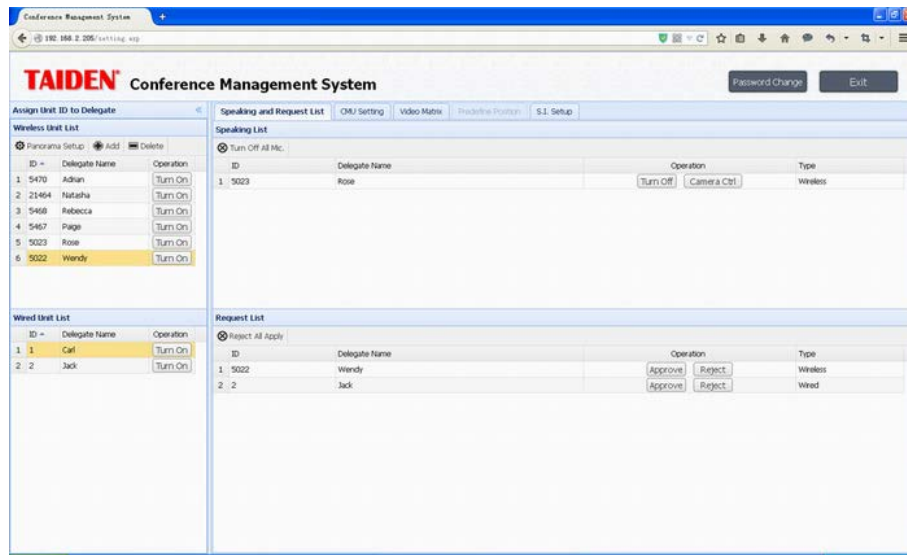 Conference Management System
192.168.2.205/setting.asp
TAIDEN Conference Management System
Password Change
Exit
Assign Unit ID to Delegate
Speaking and Request List
CMU Setting
Video Matrix
Predefine Position
S.I. Setup
Wireless Unit List
Panorama Setup Add Delete
ID Delegate Name Operation
1 5470 Adrian Turn On
2 21464 Natasha Turn On
3 5468 Rebecca Turn On
4 5467 Paige Turn On
5 5023 Rose Turn On
6 5022 Wendy Turn On
Speaking List
Turn Off All Mic.
ID Delegate Name Operation Type
1 5023 Rose Turn Off Camera Ctrl Wireless
Wired Unit List
ID Delegate Name Operation
1 1 Carl Turn On
2 2 Jack Turn On
Request List
Reject All Apply
ID Delegate Name Operation Type
1 5022 Wendy Approve Reject Wireless
2 2 Jack Approve Reject Wired